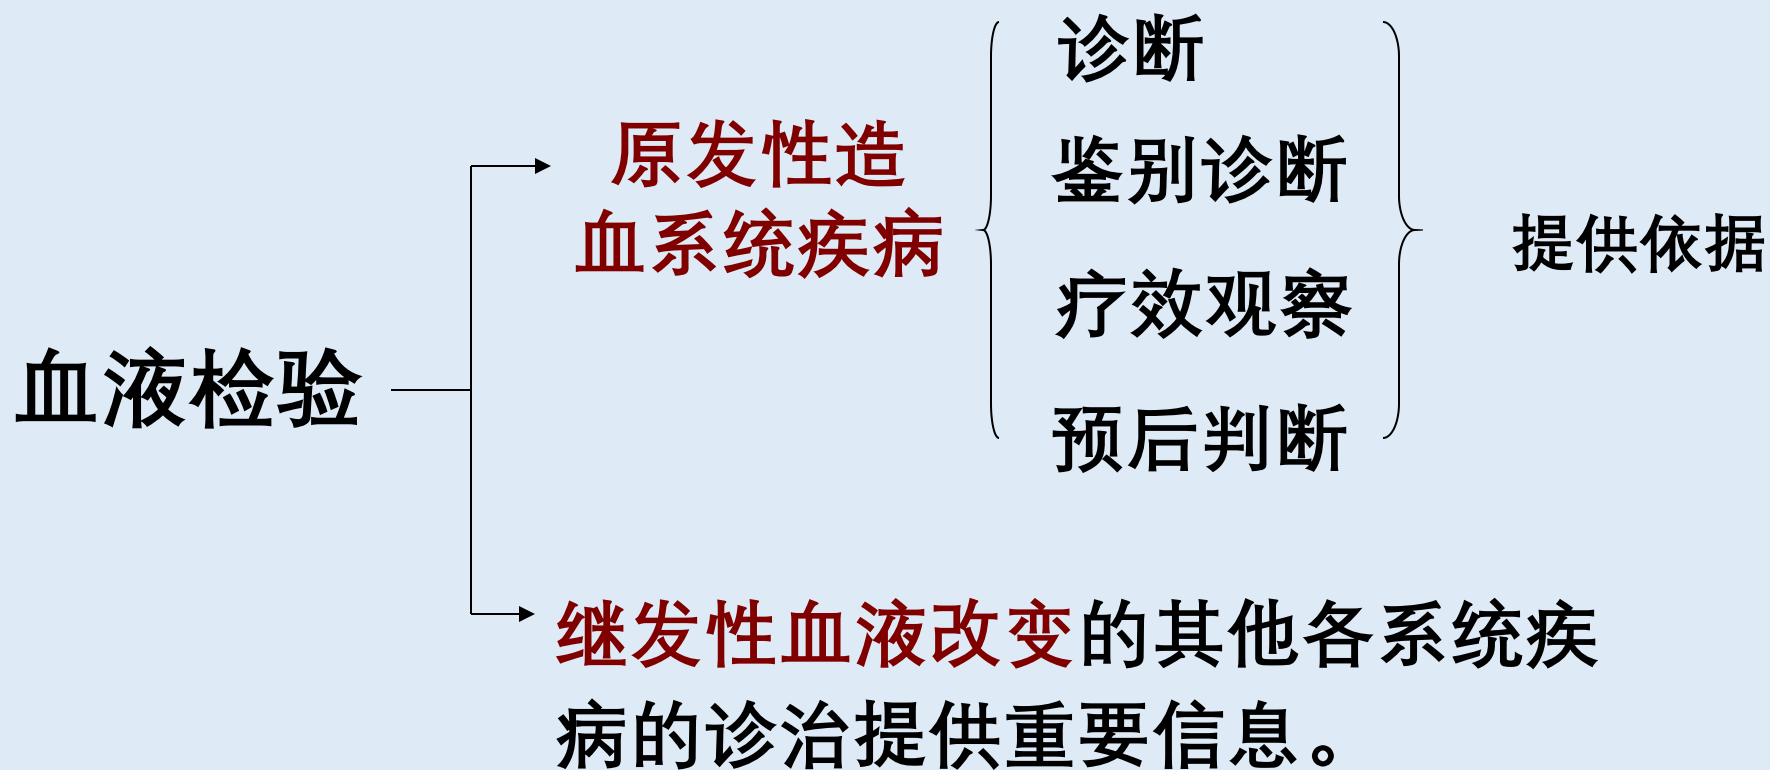 血液检验
原发性造
血系统疾病
诊断
鉴别诊断
疗效观察
预后判断
提供依据
继发性血液改变的其他各系统疾
病的诊治提供重要信息。